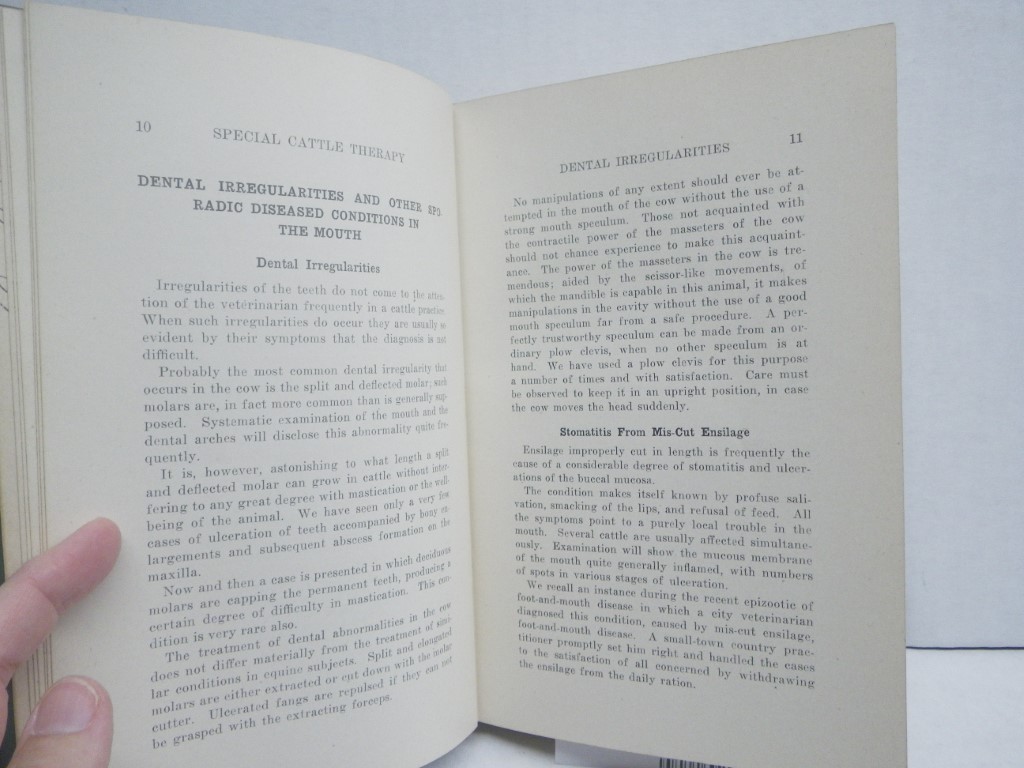 10
SPECIAL CATTLE THERAPY
DENTAL IRREGULARITIES AND OTHER SPO-
RADIC DISEASED CONDITIONS IN
THE MOUTH
Dental Irregularities
Irregularities of the teeth do not come to the atten-
tion of the veterinarian frequently in a cattle practice.
When such irregularities do occur they are usually so
evident by their symptoms that the diagnosis is not
difficult.
Probably the most common dental irregularity that
occurs in the cow is the split and deflected molar; such
molars are, in fact more common than is generally sup-
posed. Systematic examination of the mouth and the
dental arches will disclose this abnormality quite fre-
quently.
It is, however, astonishing to what length a split
and deflected molar can grow in cattle without inter-
fering to any great degree with mastication or the well-
being of the animal. We have seen only a very few
cases of ulceration of teeth accompanied by bony en-
largements and subsequent abscess formation on the
maxilla.
Now and then a case is presented in which deciduous
molars are capping the permanent teeth, producing a
certain degree of difficulty in mastication. This con-
dition is very rare also.
The treatment of dental abnormalities in the cow
does not differ materially from the treatment of simi-
lar conditions in equine subjects. Split and elongated
molars are either extracted or cut down with the molar
cutter. Ulcerated fangs are repulsed if they can not
be grasped with the extracting forceps.
DENTAL IRREGULARITIES
11
No manipulations of any extent should ever be at-
tempted in the mouth of the cow without the use of a
strong mouth speculum. Those not acquainted with
the contractile power of the masseters of the cow
should not chance experience to make this acquaint-
ance. The power of the masseters in the cow is tre-
mendous; aided by the scissor-like movements, of
which the mandible is capable in this animal, it makes
manipulations in the cavity without the use of a good
mouth speculum far from a safe procedure. A per-
fectly trustworthy speculum can be made from an or-
dinary plow clevis, when no other speculum is at
hand. We have used a plow clevis for this purpose
a number of times and with satisfaction. Care must
be observed to keep it in an upright position, in case
the cow moves the head suddenly.
Stomatitis From Mis-Cut Ensilage
Ensilage improperly cut in length is frequently the
cause of a considerable degree of stomatitis and ulcer-
ations of the buccal mucosa.
The condition makes itself known by profuse sali-
vation, smacking of the lips, and refusal of feed. All
the symptoms point to a purely local trouble in the
mouth. Several cattle are usually affected simultane-
ously. Examination will show the mucous membrane
of the mouth quite generally inflamed, with numbers
of spots in various stages of ulceration.
We recall an instance during the recent epizootic of
foot-and-mouth disease in which a city veterinarian
diagnosed this condition, caused by mis-cut ensilage,
foot-and-mouth disease. A small-town country prac-
titioner promptly set him right and handled the cases
to the satisfaction of all concerned by withdrawing
the ensilage from the daily ration.